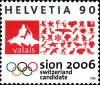 HELVETIA 90
valais
sion 2006
switzerland
candidate